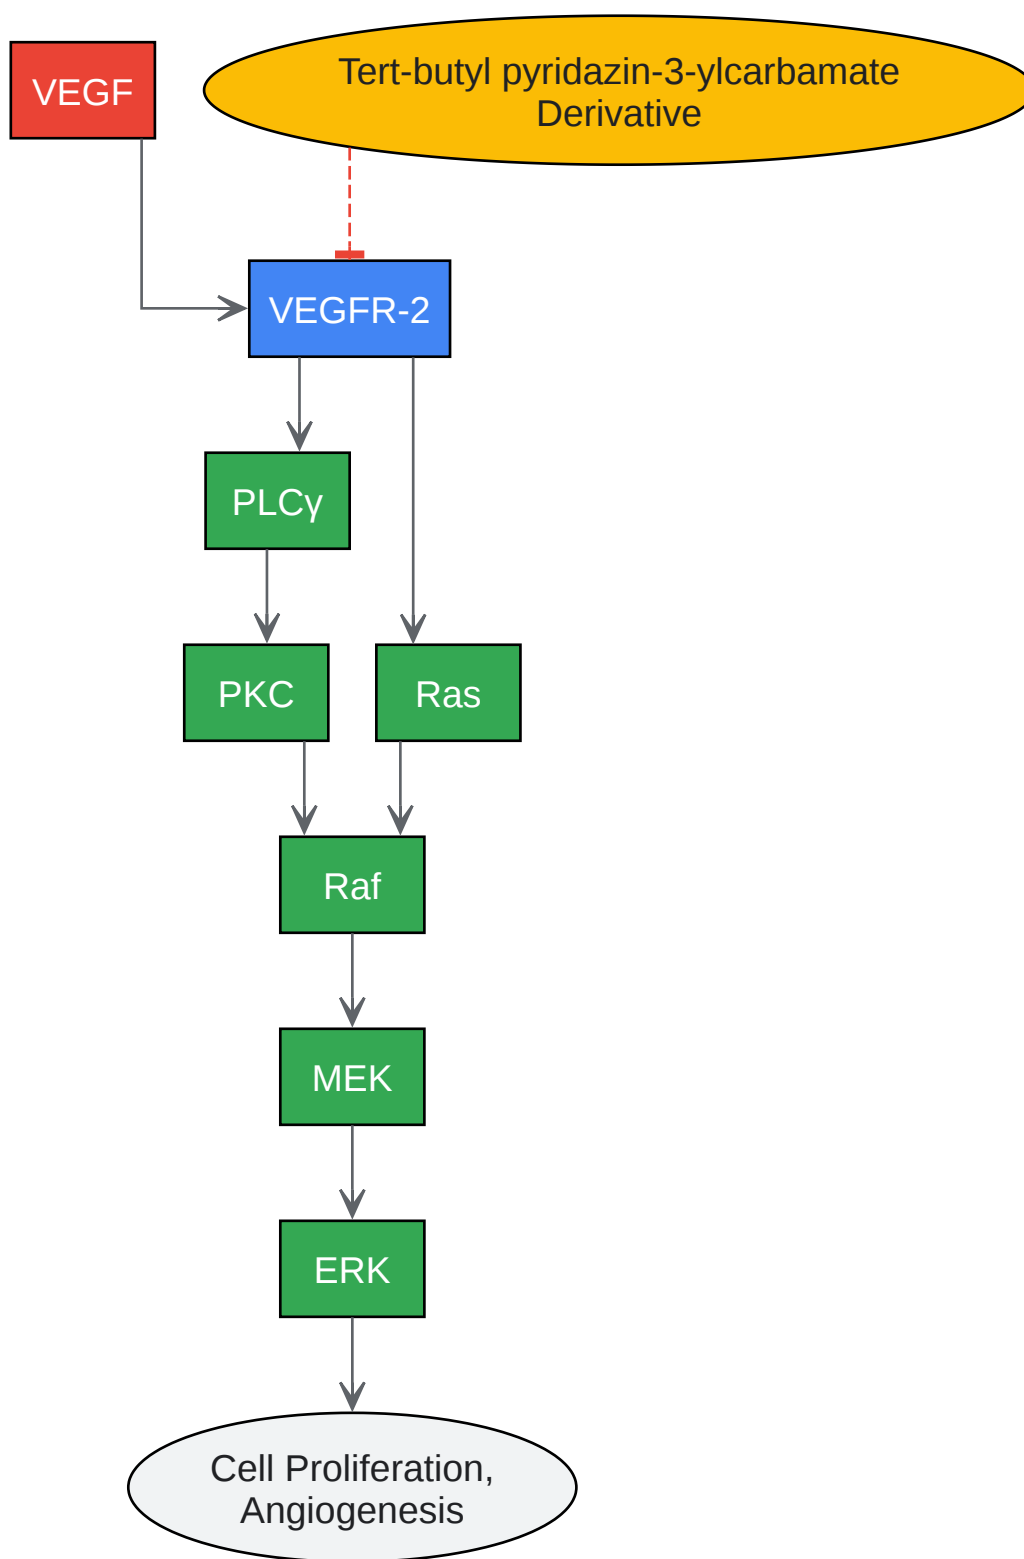 VEGF
Tert-butyl pyridazin-3-ylcarbamate
Derivative
VEGFR-2
PLCγ
PKC
Ras
Raf
MEK
ERK
Cell Proliferation,
Angiogenesis